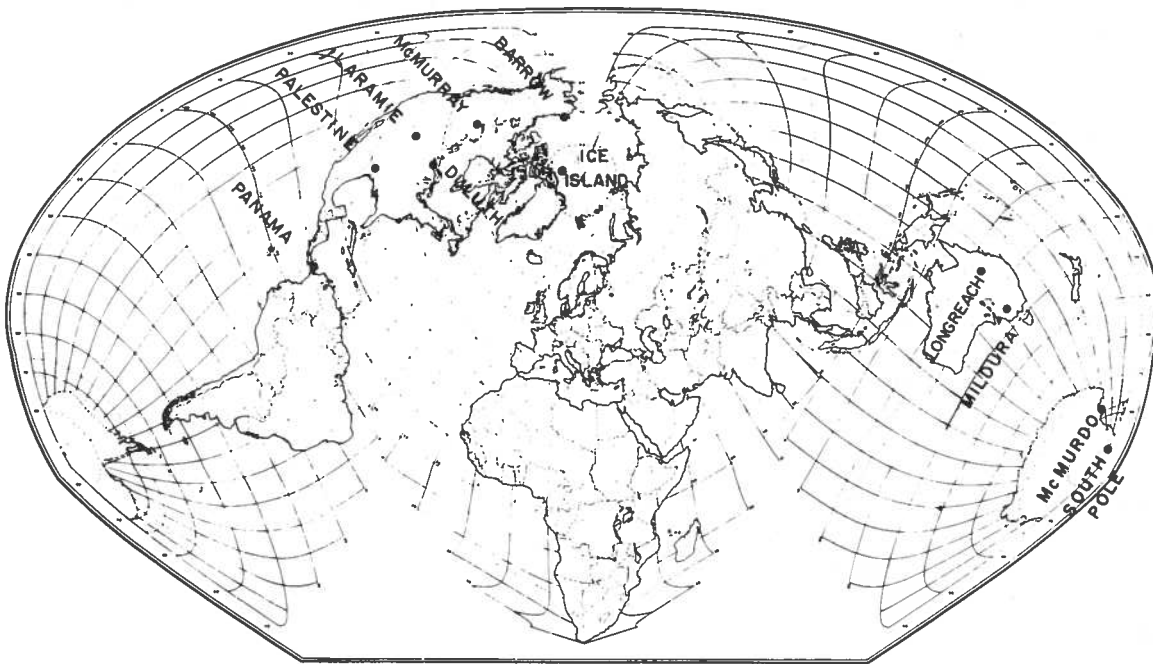 BARROW
McMURRAY
LARAMIE
PALESTINE
PANAMA
DULUTH
ICE
ISLAND
LONGREACH
MILDURA
McMURDO
SOUTH
POLE